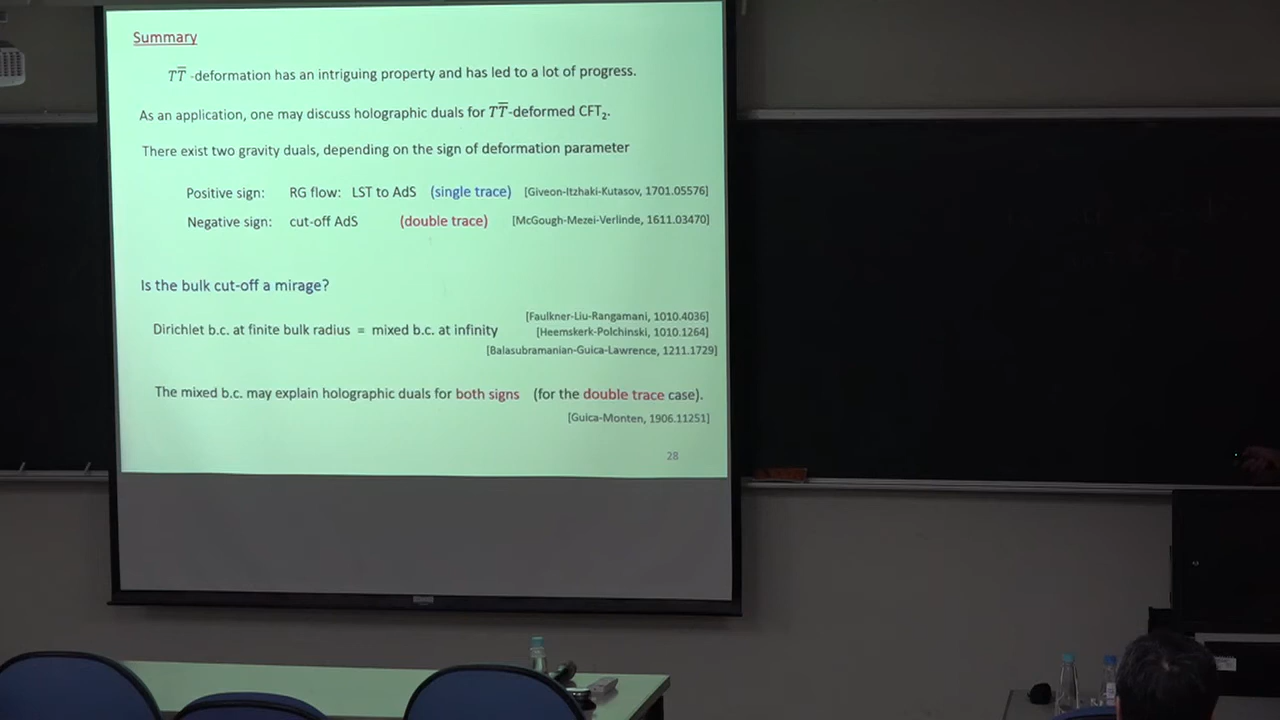 Summary
TT̅ -deformation has an intriguing property and has led to a lot of progress.
As an application, one may discuss holographic duals for TT̅-deformed CFT₂.
There exist two gravity duals, depending on the sign of deformation parameter
Positive sign: RG flow: LST to AdS (single trace) [Giveon-Itzhaki-Kutasov, 1701.05576]
Negative sign: cut-off AdS (double trace) [McGough-Mezei-Verlinde, 1611.03470]
Is the bulk cut-off a mirage?
[Faulkner-Liu-Rangamani, 1010.4036]
Dirichlet b.c. at finite bulk radius = mixed b.c. at infinity [Heemskerk-Polchinski, 1010.1264]
[Balasubramanian-Guica-Lawrence, 1211.1729]
The mixed b.c. may explain holographic duals for both signs (for the double trace case).
[Guica-Monten, 1906.11251]
28